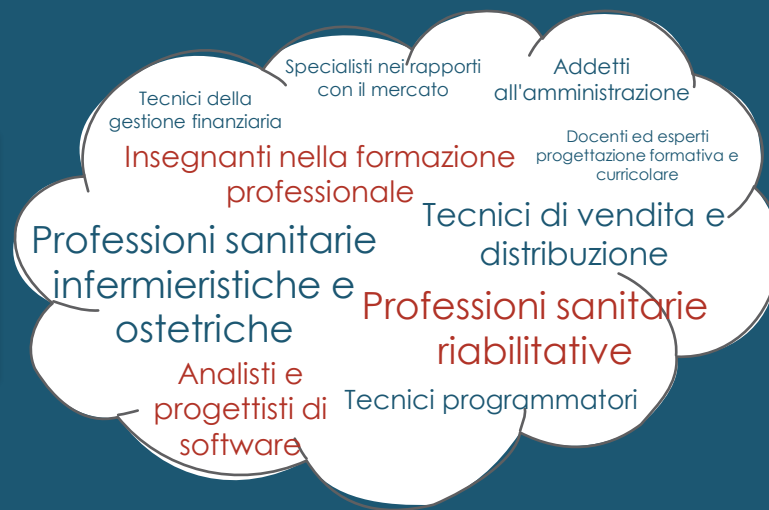 Specialisti nei rapporti
con il mercato
Addetti
all'amministrazione
Tecnici della
gestione finanziaria
Docenti ed esperti
progettazione formativa e
curricolare
Insegnanti nella formazione
professionale
Tecnici di vendita e
distribuzione
Professioni sanitarie
infermieristiche e
ostetriche
Professioni sanitarie
riabilitative
Analisti e
progettisti di
software
Tecnici programmatori